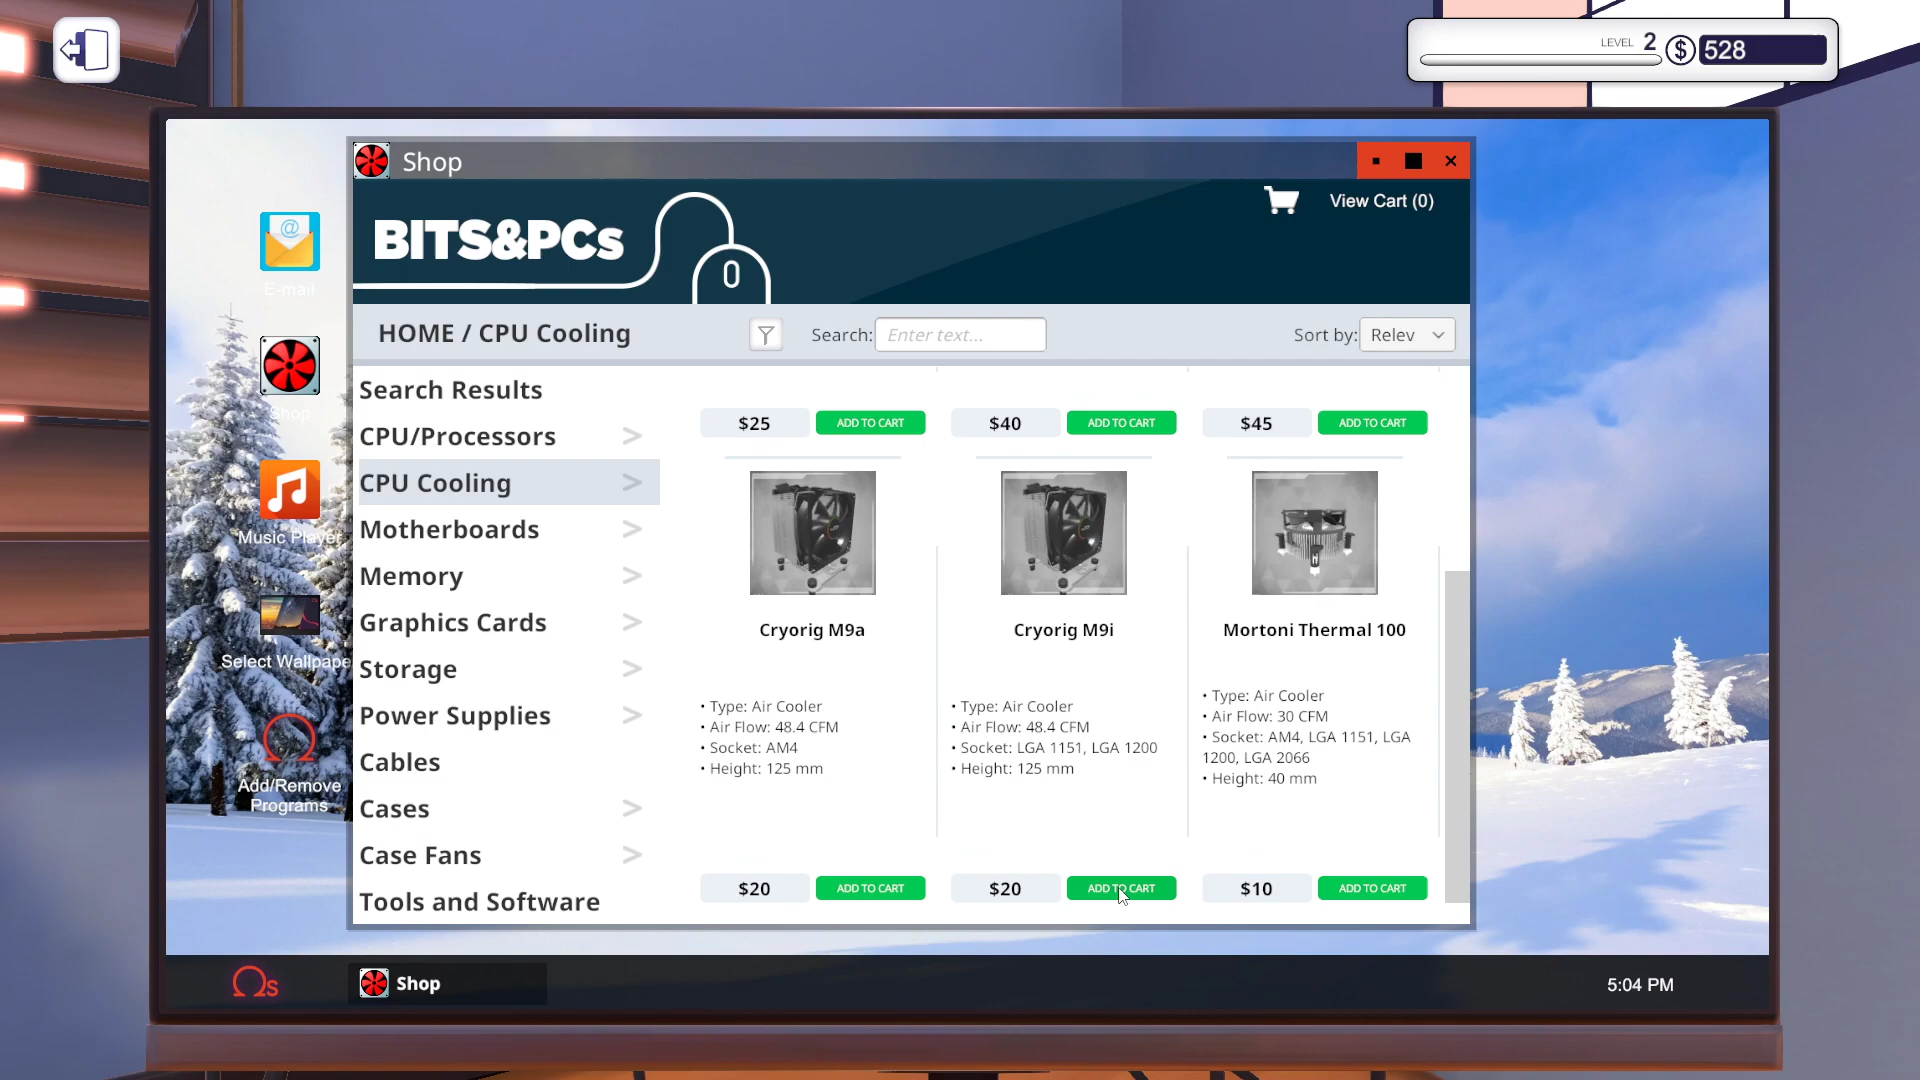 LEVEL 2 $ 528
Shop
View Cart (0)
BITS&PCs
HOME / CPU Cooling
Search: Enter text...
Sort by: Relev
E-mail
Shop
Music Player
Select Wallpape
Add/Remove
Programs
Search Results
CPU/Processors >
CPU Cooling >
Motherboards >
Memory >
Graphics Cards >
Storage >
Power Supplies >
Cables
Cases >
Case Fans >
Tools and Software
$25 ADD TO CART
$40 ADD TO CART
$45 ADD TO CART
Cryorig M9a
• Type: Air Cooler
• Air Flow: 48.4 CFM
• Socket: AM4
• Height: 125 mm
$20 ADD TO CART
Cryorig M9i
• Type: Air Cooler
• Air Flow: 48.4 CFM
• Socket: LGA 1151, LGA 1200
• Height: 125 mm
$20 ADD TO CART
Mortoni Thermal 100
• Type: Air Cooler
• Air Flow: 30 CFM
• Socket: AM4, LGA 1151, LGA
1200, LGA 2066
• Height: 40 mm
$10 ADD TO CART
Ωs
Shop
5:04 PM